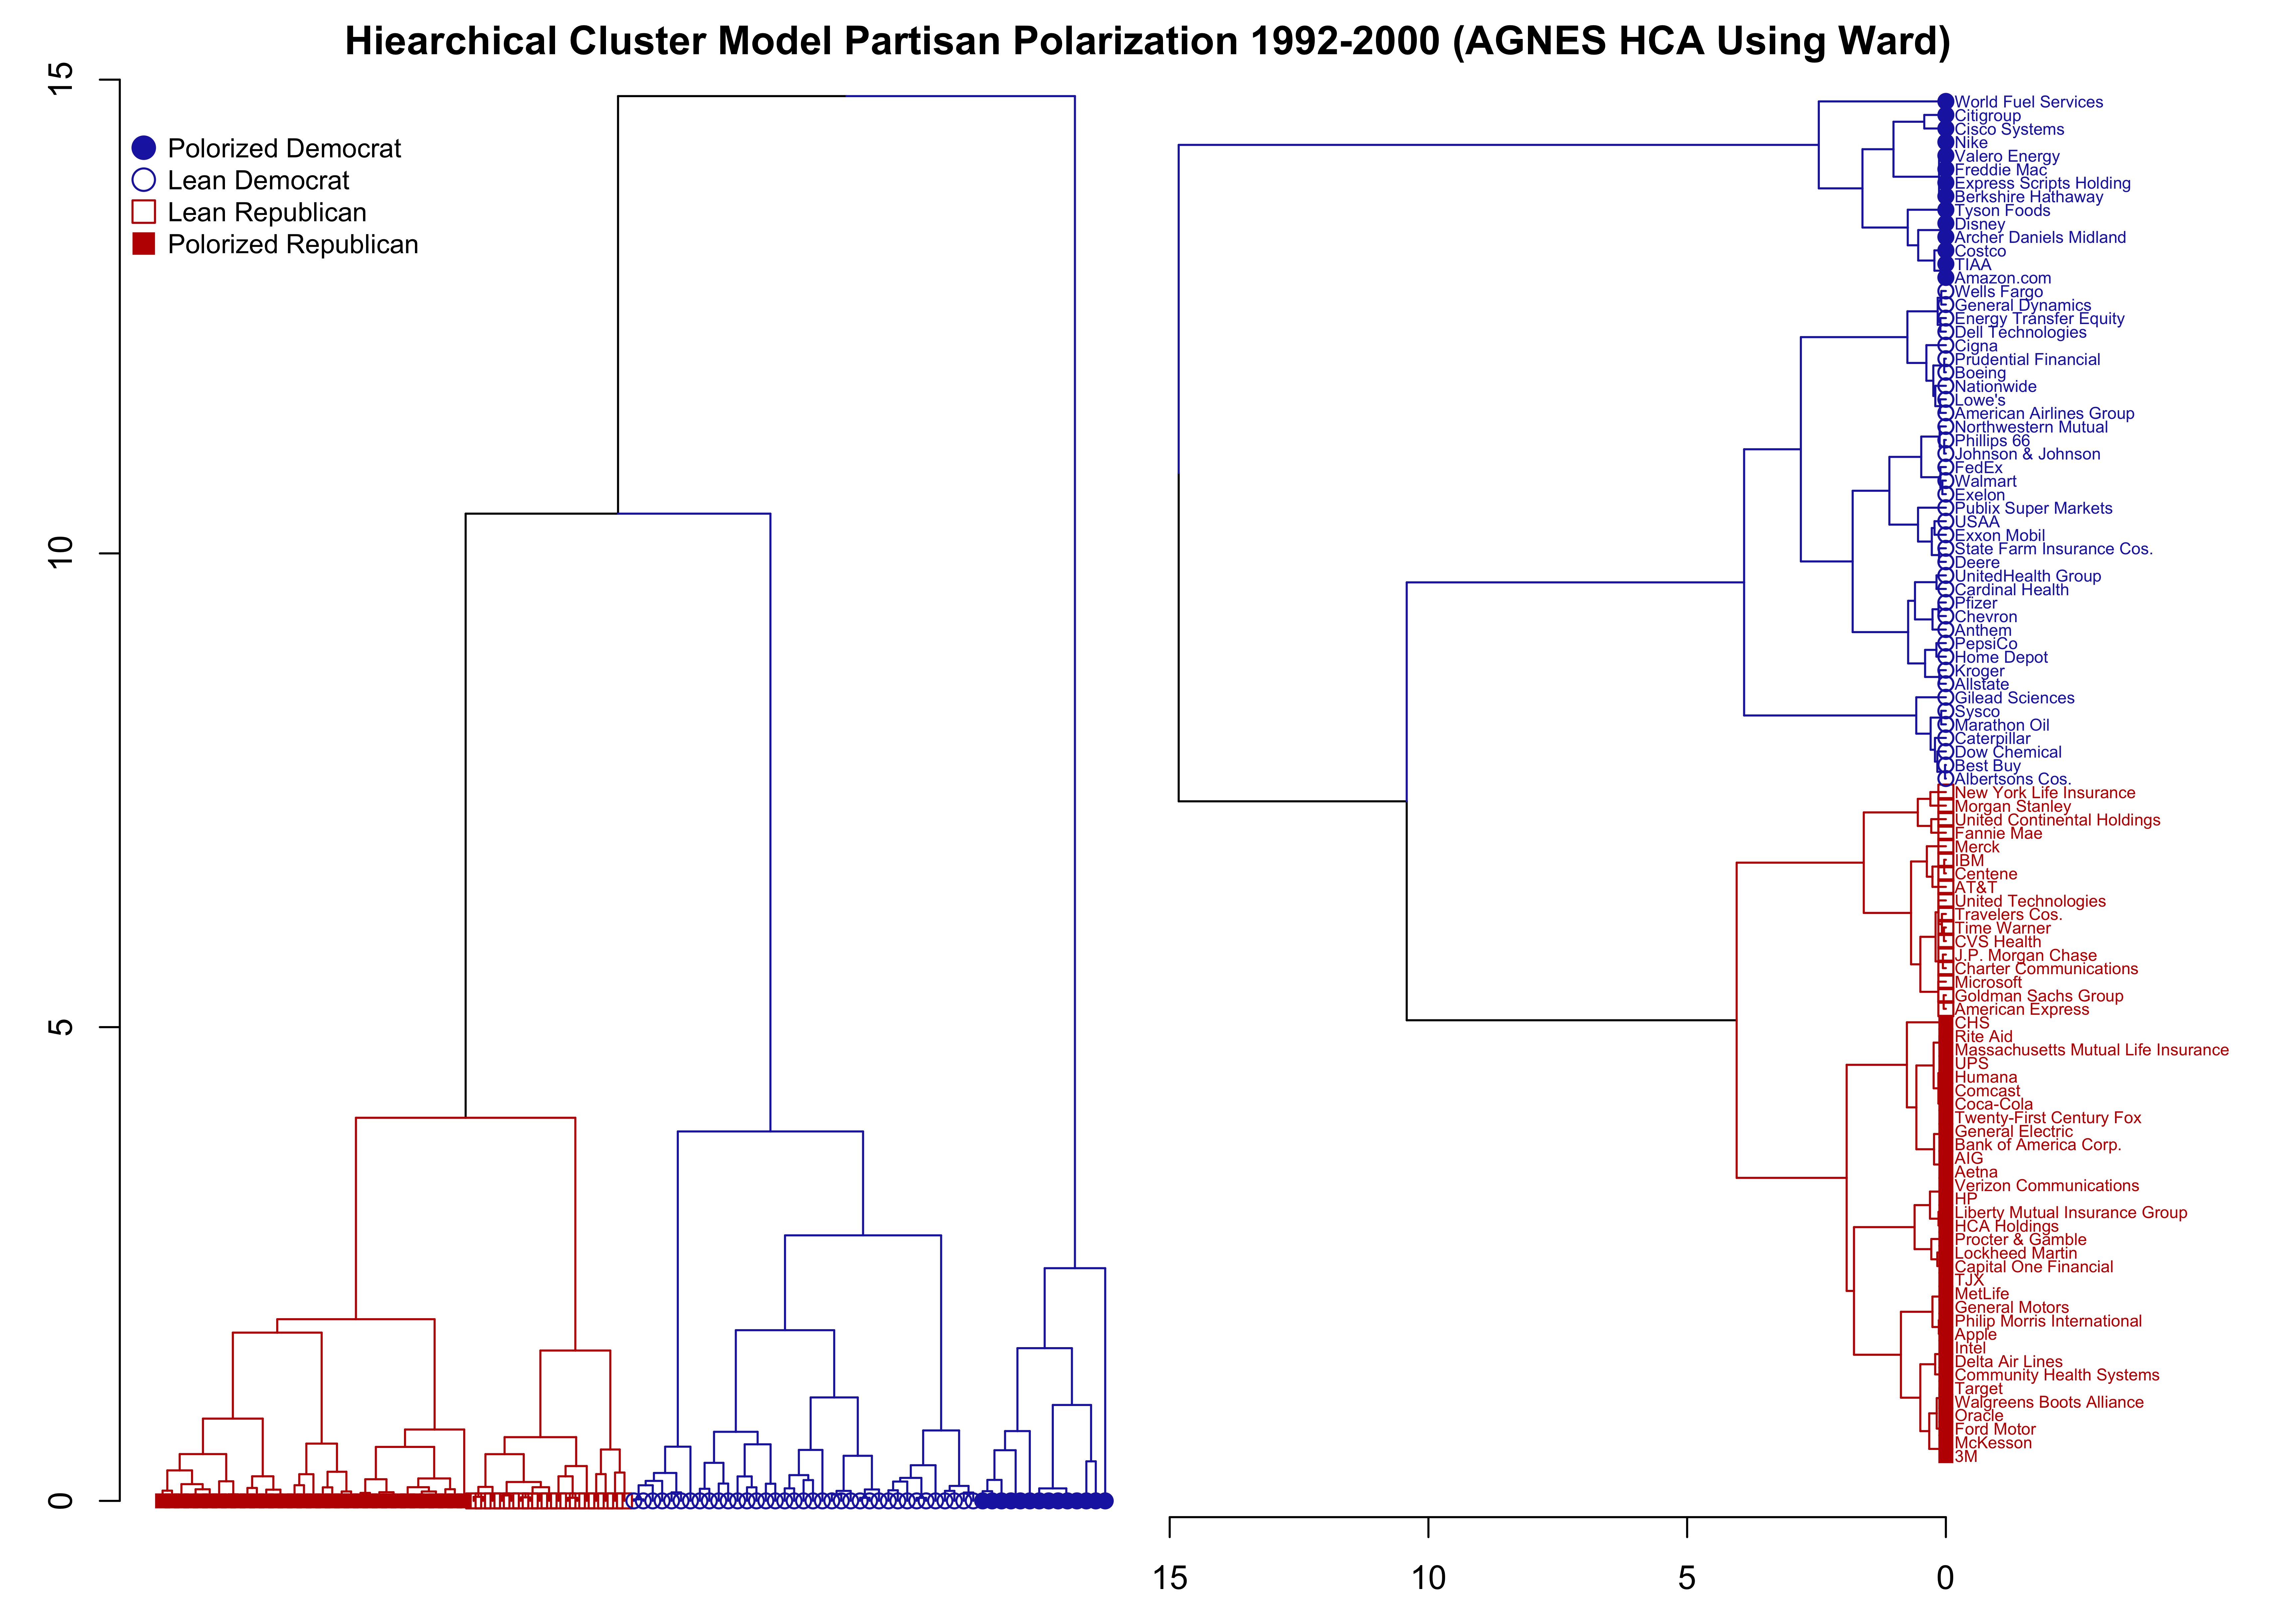 Hiearchical Cluster Model Partisan Polarization 1992-2000 (AGNES HCA Using Ward)
15
10
5
0
Polorized Democrat
Lean Democrat
Lean Republican
Polorized Republican
World Fuel Services
Citigroup
Cisco Systems
Nike
Valero Energy
Freddie Mac
Express Scripts Holding
Berkshire Hathaway
Tyson Foods
Disney
Archer Daniels Midland
Costco
TIAA
Amazon.com
Wells Fargo
General Dynamics
Energy Transfer Equity
Dell Technologies
Cigna
Prudential Financial
Boeing
Nationwide
Lowe's
American Airlines Group
Northwestern Mutual
Phillips 66
Johnson & Johnson
FedEx
Walmart
Exelon
Publix Super Markets
USAA
Exxon Mobil
State Farm Insurance Cos.
Deere
UnitedHealth Group
Cardinal Health
Pfizer
Chevron
Anthem
PepsiCo
Home Depot
Kroger
Allstate
Gilead Sciences
Sysco
Marathon Oil
Caterpillar
Dow Chemical
Best Buy
Albertsons Cos.
New York Life Insurance
Morgan Stanley
United Continental Holdings
Fannie Mae
Merck
IBM
Centene
AT&T
United Technologies
Travelers Cos.
Time Warner
CVS Health
J.P. Morgan Chase
Charter Communications
Microsoft
Goldman Sachs Group
American Express
CHS
Rite Aid
Massachusetts Mutual Life Insurance
UPS
Humana
Comcast
Coca-Cola
Twenty-First Century Fox
General Electric
Bank of America Corp.
AIG
Aetna
Verizon Communications
HP
Liberty Mutual Insurance Group
HCA Holdings
Procter & Gamble
Lockheed Martin
Capital One Financial
TJX
MetLife
General Motors
Philip Morris International
Apple
Intel
Delta Air Lines
Community Health Systems
Target
Walgreens Boots Alliance
Oracle
Ford Motor
McKesson
3M
15 10 5 0